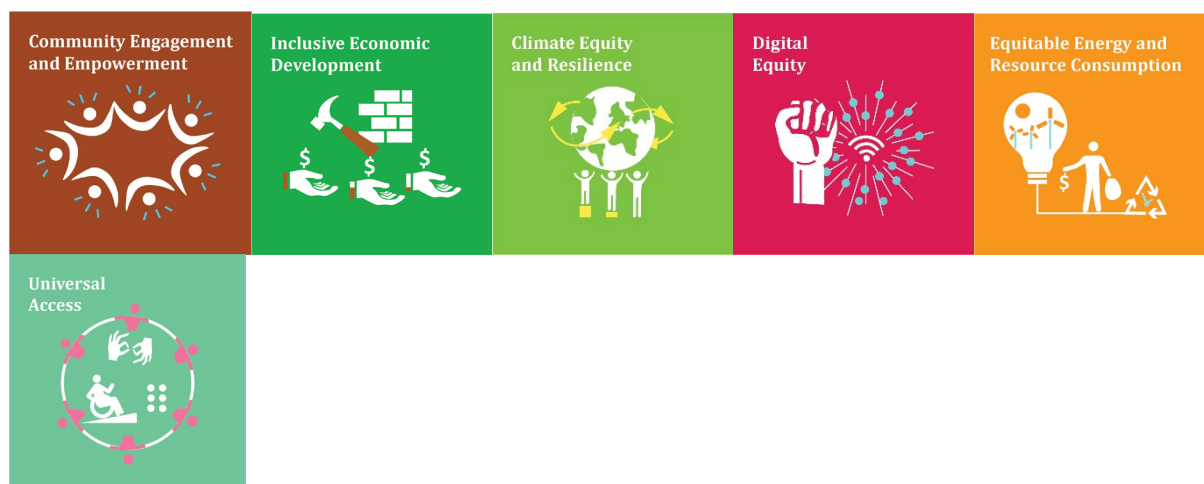 Community Engagement
and Empowerment
Inclusive Economic
Development
$
$
$
Climate Equity
and Resilience
Digital
Equity
Equitable Energy and
Resource Consumption
$
Universal
Access